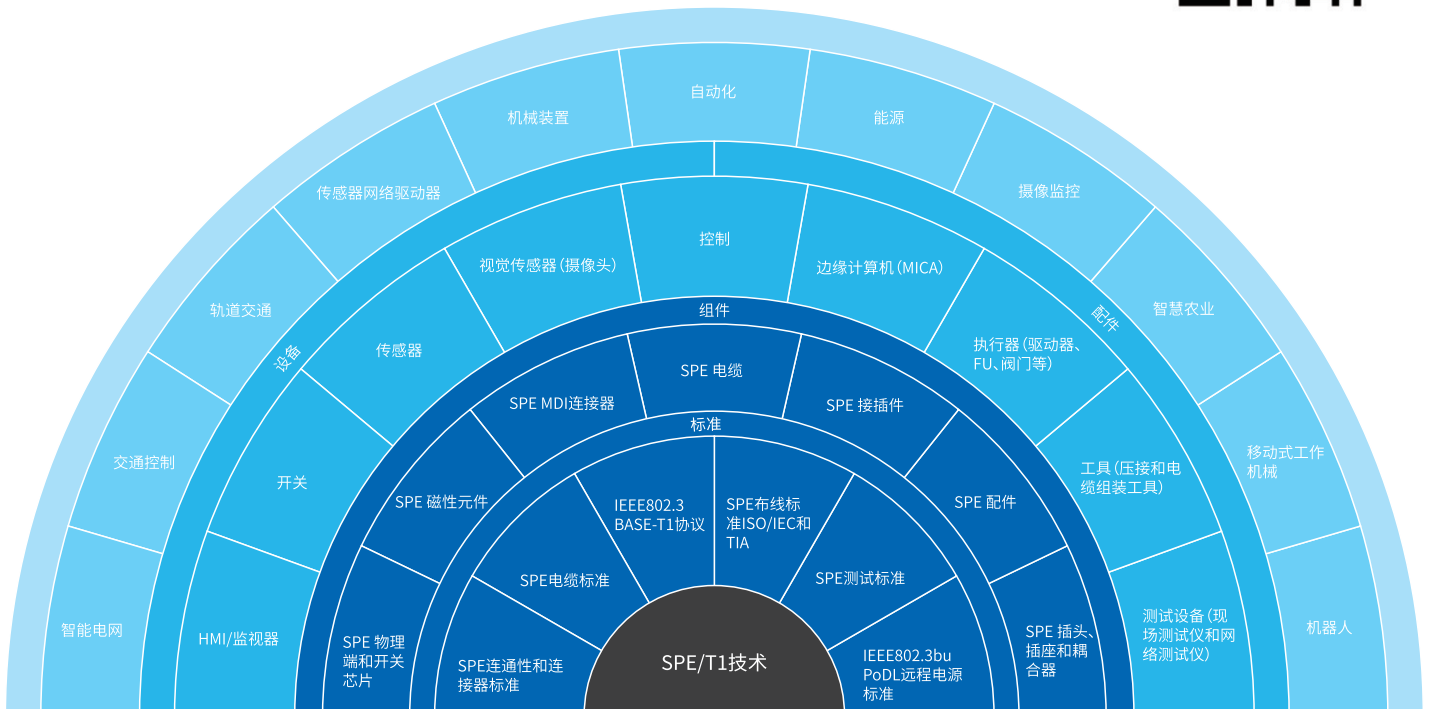 自动化
机械装置
能源
传感器网络驱动器
摄像监控
轨道交通
智慧农业
交通控制
移动式工作
机械
智能电网
机器人
设备
配件
控制
视觉传感器(摄像头)
边缘计算机(MICA)
传感器
执行器(驱动器、
FU、阀门等)
开关
工具(压接和电
缆组装工具)
HMI/监视器
测试设备(现
场测试仪和网
络测试仪)
组件
SPE 电缆
SPE MDI连接器
SPE 接插件
SPE 磁性元件
SPE 配件
SPE 物理
端和开关
芯片
SPE 插头、
插座和耦
合器
标准
IEEE802.3
BASE-T1协议
SPE布线标
准ISO/IEC和
TIA
SPE电缆标准
SPE测试标准
SPE连通性和连
接器标准
IEEE802.3bu
PoDL远程电源
标准
SPE/T1技术